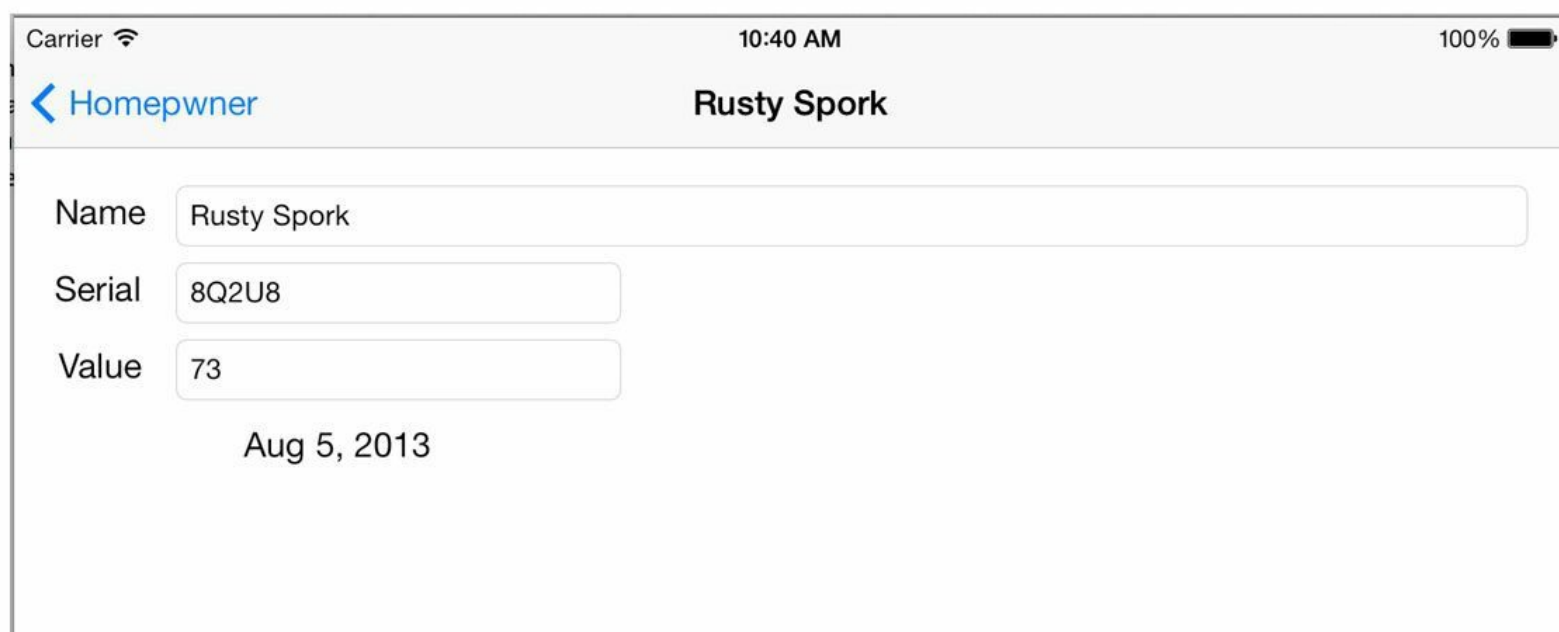 Carrier 10:40 AM 100%
Homepwner Rusty Spork
Name Rusty Spork
Serial 8Q2U8
Value 73
Aug 5, 2013